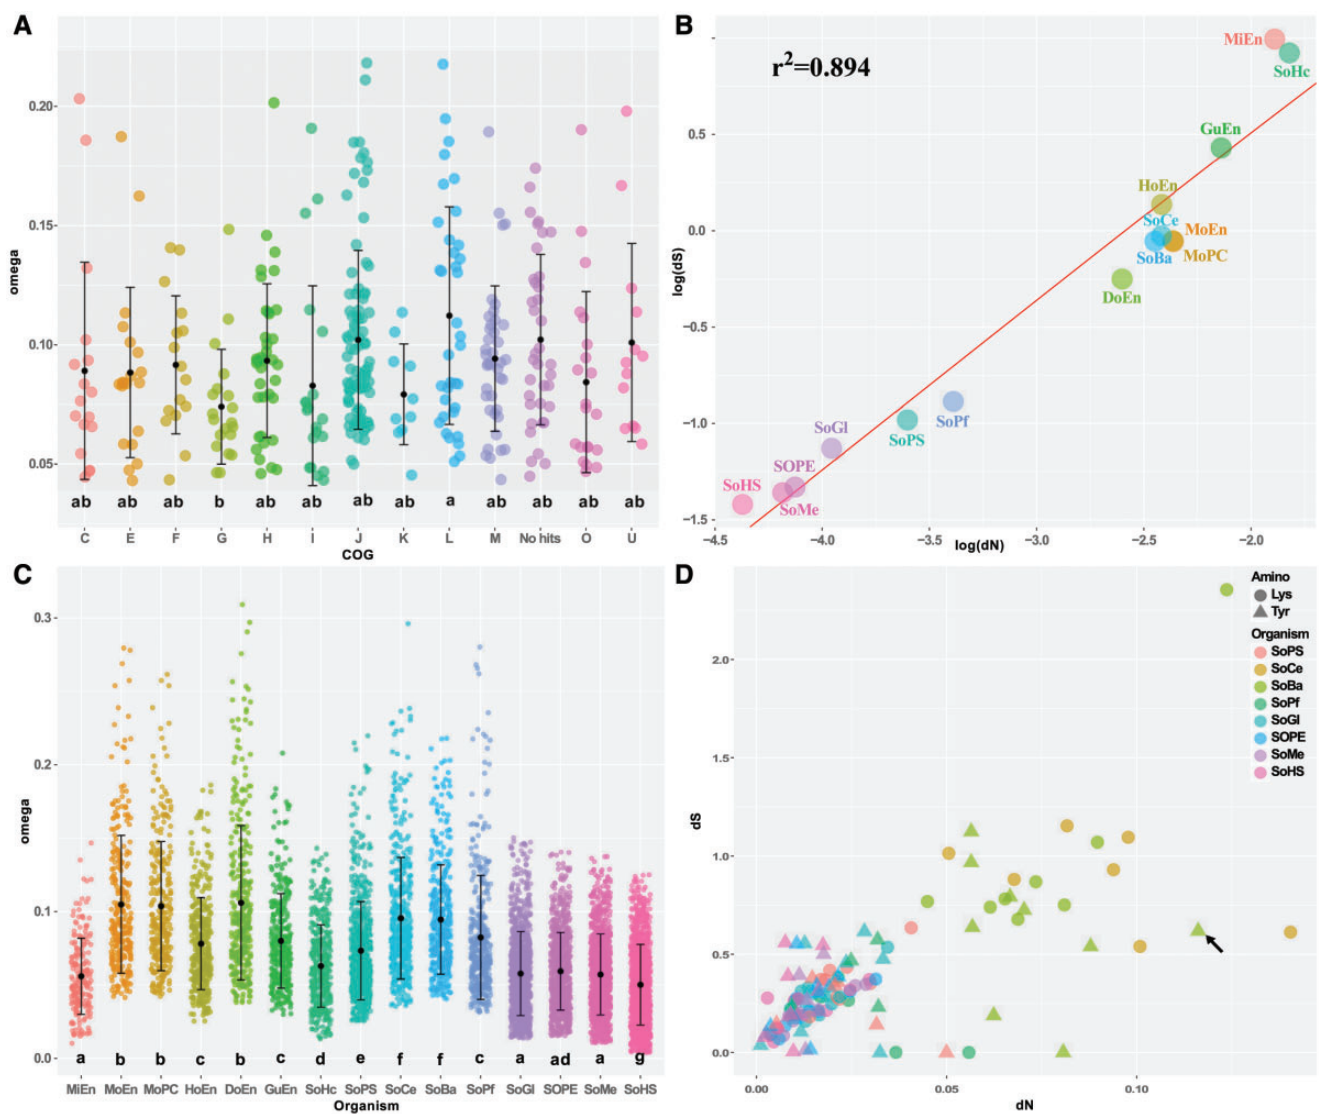 A
omega
0.20
0.15
0.10
0.05
ab ab ab b ab ab ab ab a ab ab ab ab
C E F G H I J K L M No hits O U
COG
B
r²=0.894
log(dS)
0.5
0.0
−0.5
−1.0
−1.5
MiEn
SoHc
GuEn
HoEn
SoCe
MoEn
SoBa
MoPC
DoEn
SoPf
SoPS
SoGl
SOPE
SoHS
SoMe
−4.5 −4.0 −3.5 −3.0 −2.5 −2.0
log(dN)
C
omega
0.3
0.2
0.1
0.0
a b b c b c d e f f c a ad a g
MiEn MoEn MoPC HoEn DoEn GuEn SoHc SoPS SoCe SoBa SoPf SoGl SOPE SoMe SoHS
Organism
D
dS
2.0
1.5
1.0
0.5
0.0
0.00 0.05 0.10
dN
Amino
Lys
Tyr
Organism
SoPS
SoCe
SoBa
SoPf
SoGl
SOPE
SoMe
SoHS